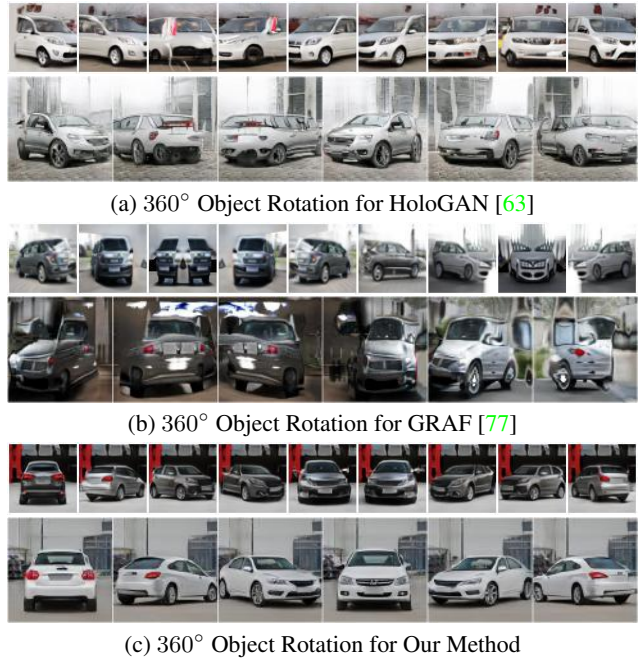 (a) 360° Object Rotation for HoloGAN [63]
(b) 360° Object Rotation for GRAF [77]
(c) 360° Object Rotation for Our Method